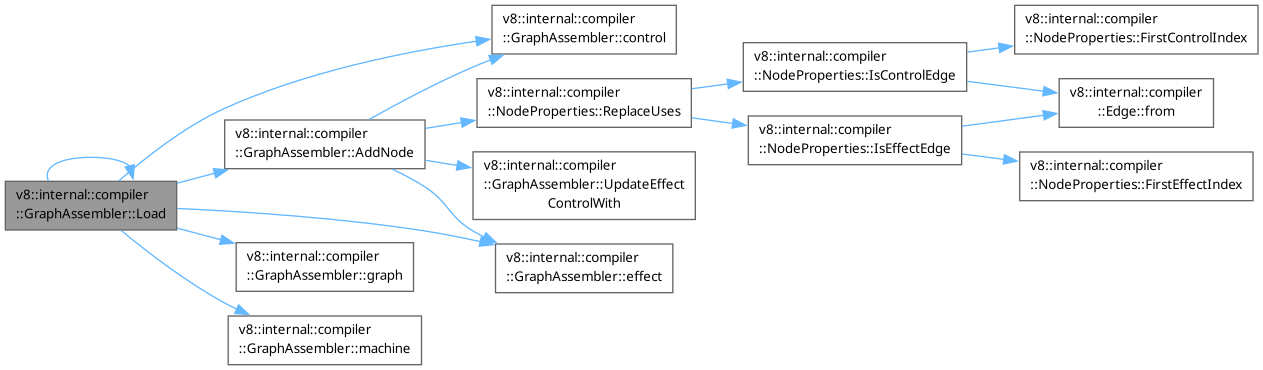 v8::internal::compiler
::GraphAssembler::Load
v8::internal::compiler
::GraphAssembler::AddNode
v8::internal::compiler
::GraphAssembler::control
v8::internal::compiler
::NodeProperties::ReplaceUses
v8::internal::compiler
::NodeProperties::IsControlEdge
v8::internal::compiler
::NodeProperties::FirstControlIndex
v8::internal::compiler
::Edge::from
v8::internal::compiler
::NodeProperties::IsEffectEdge
v8::internal::compiler
::NodeProperties::FirstEffectIndex
v8::internal::compiler
::GraphAssembler::UpdateEffect
ControlWith
v8::internal::compiler
::GraphAssembler::effect
v8::internal::compiler
::GraphAssembler::graph
v8::internal::compiler
::GraphAssembler::machine